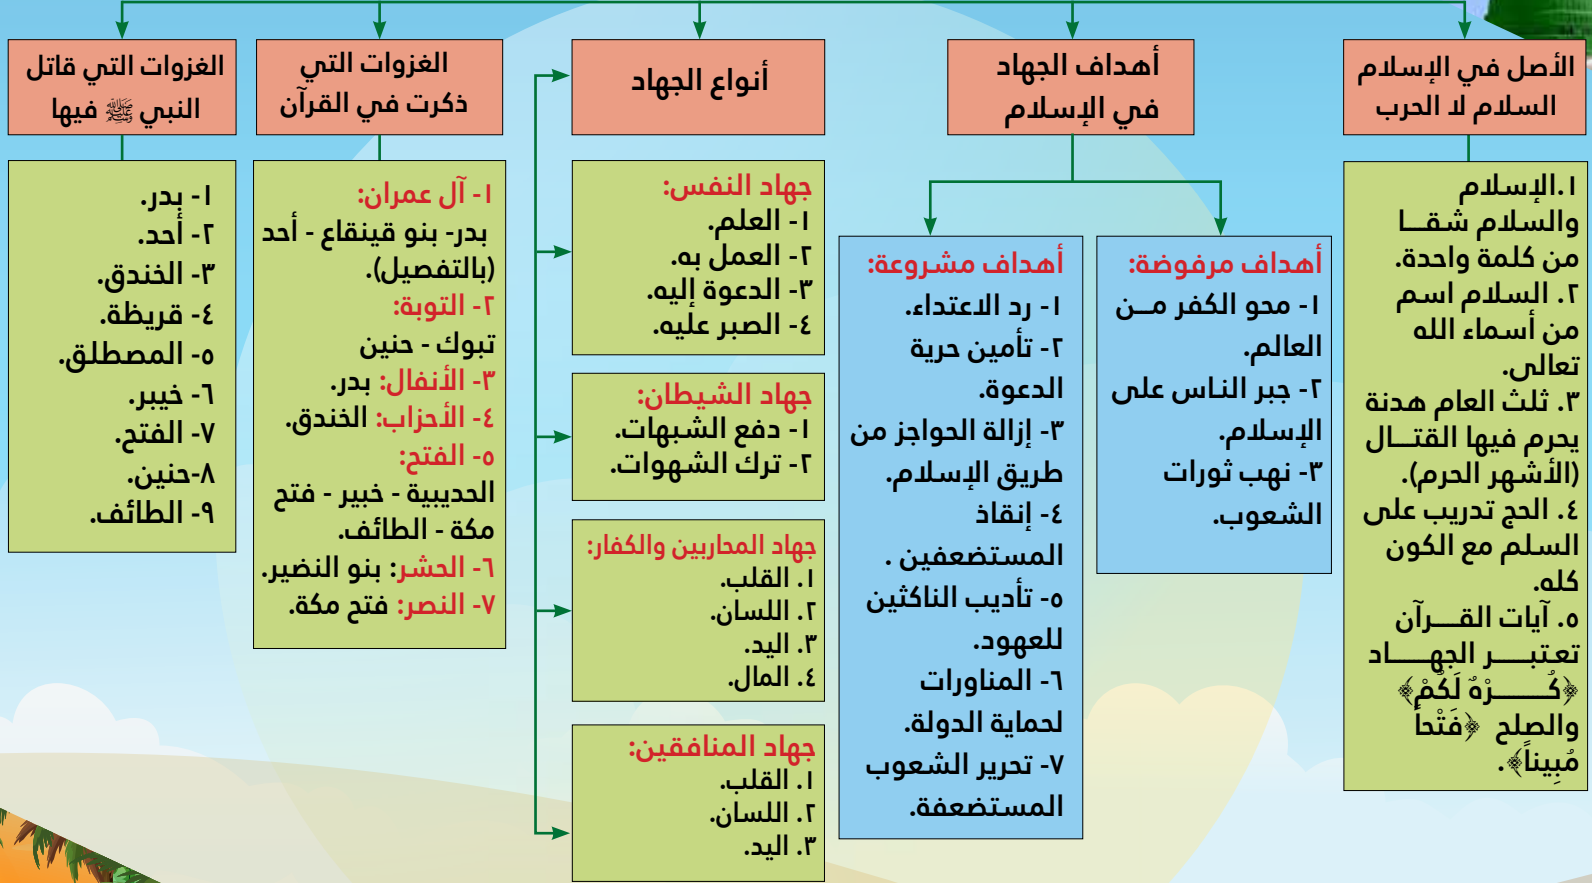 الأصل في الإسلام
السلام لا الحرب
١.الإسلام
والسلام شقـا
من كلمة واحدة.
٢. السلام اسم
من أسماء الله
تعالى.
٣. ثلث العام هدنة
يحرم فيها القتـال
(الأشهر الحرم).
٤. الحج تدريب على
السلم مع الكون
كله.
٥. آيات القـرآن
تعتبـر الجهـاد
﴿كُـرْهٌ لَكُمْ﴾
والصلح ﴿فَتْحاً
مُبِيناً﴾.
أهداف الجهاد
في الإسلام
أهداف مرفوضة:
١- محو الكفر مـن
العالم.
٢- جبر الناس على
الإسلام.
٣- نهب ثورات
الشعوب.
أهداف مشروعة:
١- رد الاعتداء.
٢- تأمين حرية
الدعوة.
٣- إزالة الحواجز من
طريق الإسلام.
٤- إنقاذ
المستضعفين .
٥- تأديب الناكثين
للعهود.
٦- المناورات
لحماية الدولة.
٧- تحرير الشعوب
المستضعفة.
أنواع الجهاد
جهاد النفس:
١- العلم.
٢- العمل به.
٣- الدعوة إليه.
٤- الصبر عليه.
جهاد الشيطان:
١- دفع الشبهات.
٢- ترك الشهوات.
جهاد المحاربين والكفار:
١. القلب.
٢. اللسان.
٣. اليد.
٤. المال.
جهاد المنافقين:
١. القلب.
٢. اللسان.
٣. اليد.
الغزوات التي
ذكرت في القرآن
١- آل عمران:
بدر- بنو قينقاع - أحد
(بالتفصيل).
٢- التوبة:
تبوك - حنين
٣- الأنفال: بدر.
٤- الأحزاب: الخندق.
٥- الفتح:
الحديبية - خبير - فتح
مكة - الطائف.
٦- الحشر: بنو النضير.
٧- النصر: فتح مكة.
الغزوات التي قاتل
النبي ﷺ فيها
١- بدر.
٢- أحد.
٣- الخندق.
٤- قريظة.
٥- المصطلق.
٦- خيبر.
٧- الفتح.
٨-حنين.
٩- الطائف.